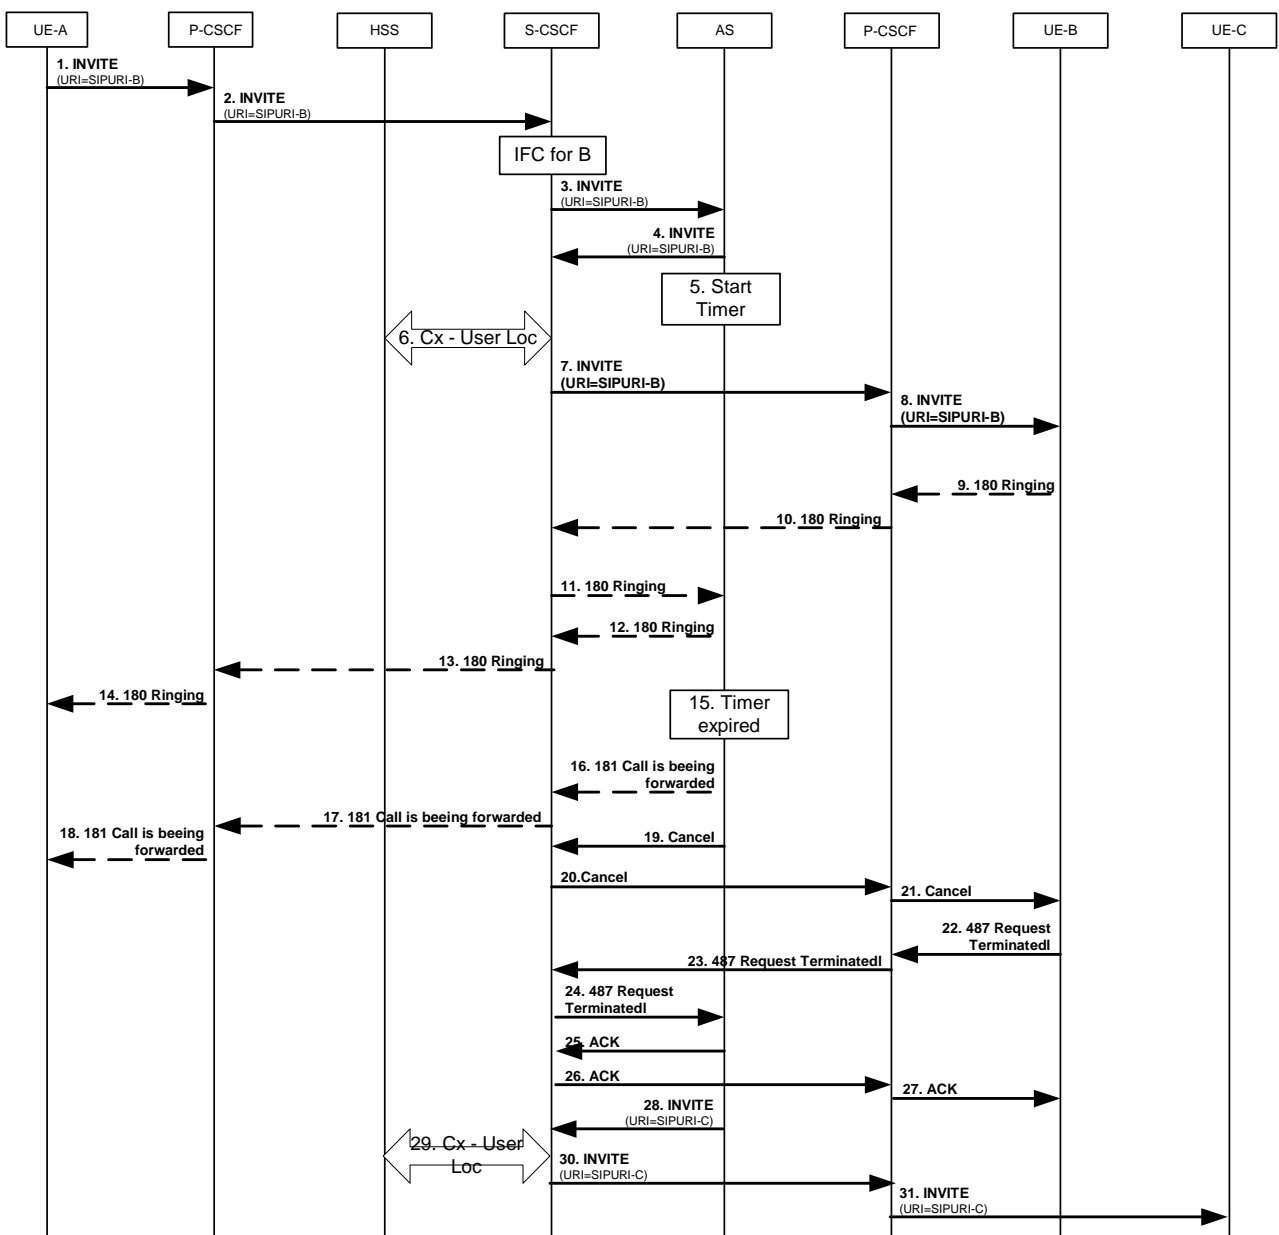 UE-A
P-CSCF
HSS
S-CSCF
AS
P-CSCF
UE-B
UE-C
1. INVITE
(URI=SIPURI-B)
2. INVITE
(URI=SIPURI-B)
IFC for B
3. INVITE
(URI=SIPURI-B)
4. INVITE
(URI=SIPURI-B)
5. Start
Timer
6. Cx - User Loc
7. INVITE
(URI=SIPURI-B)
8. INVITE
(URI=SIPURI-B)
9. 180 Ringing
10. 180 Ringing
11. 180 Ringing
12. 180 Ringing
13. 180 Ringing
14. 180 Ringing
15. Timer
expired
16. 181 Call is beeing
forwarded
17. 181 Call is beeing forwarded
18. 181 Call is beeing
forwarded
19. Cancel
20.Cancel
21. Cancel
22. 487 Request
TerminatedI
23. 487 Request TerminatedI
24. 487 Request
TerminatedI
25. ACK
26. ACK
27. ACK
28. INVITE
(URI=SIPURI-C)
29. Cx - User
Loc
30. INVITE
(URI=SIPURI-C)
31. INVITE
(URI=SIPURI-C)